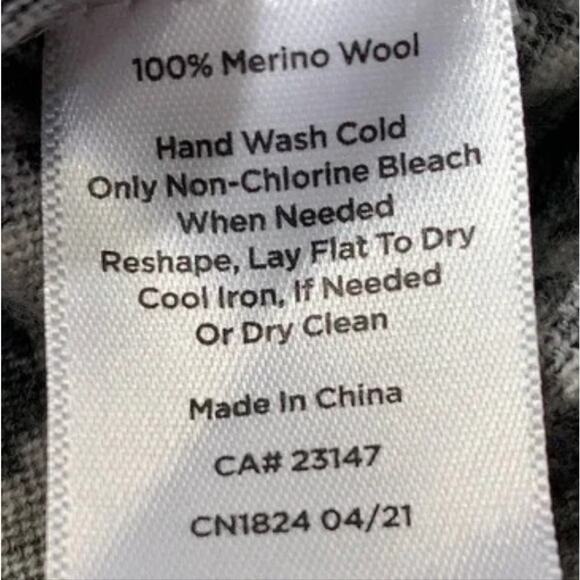 100% Merino Wool
Hand Wash Cold
Only Non-Chlorine Bleach
When Needed
Reshape, Lay Flat To Dry
Cool Iron, If Needed
Or Dry Clean
Made In China
CA# 23147
CN1824 04/21